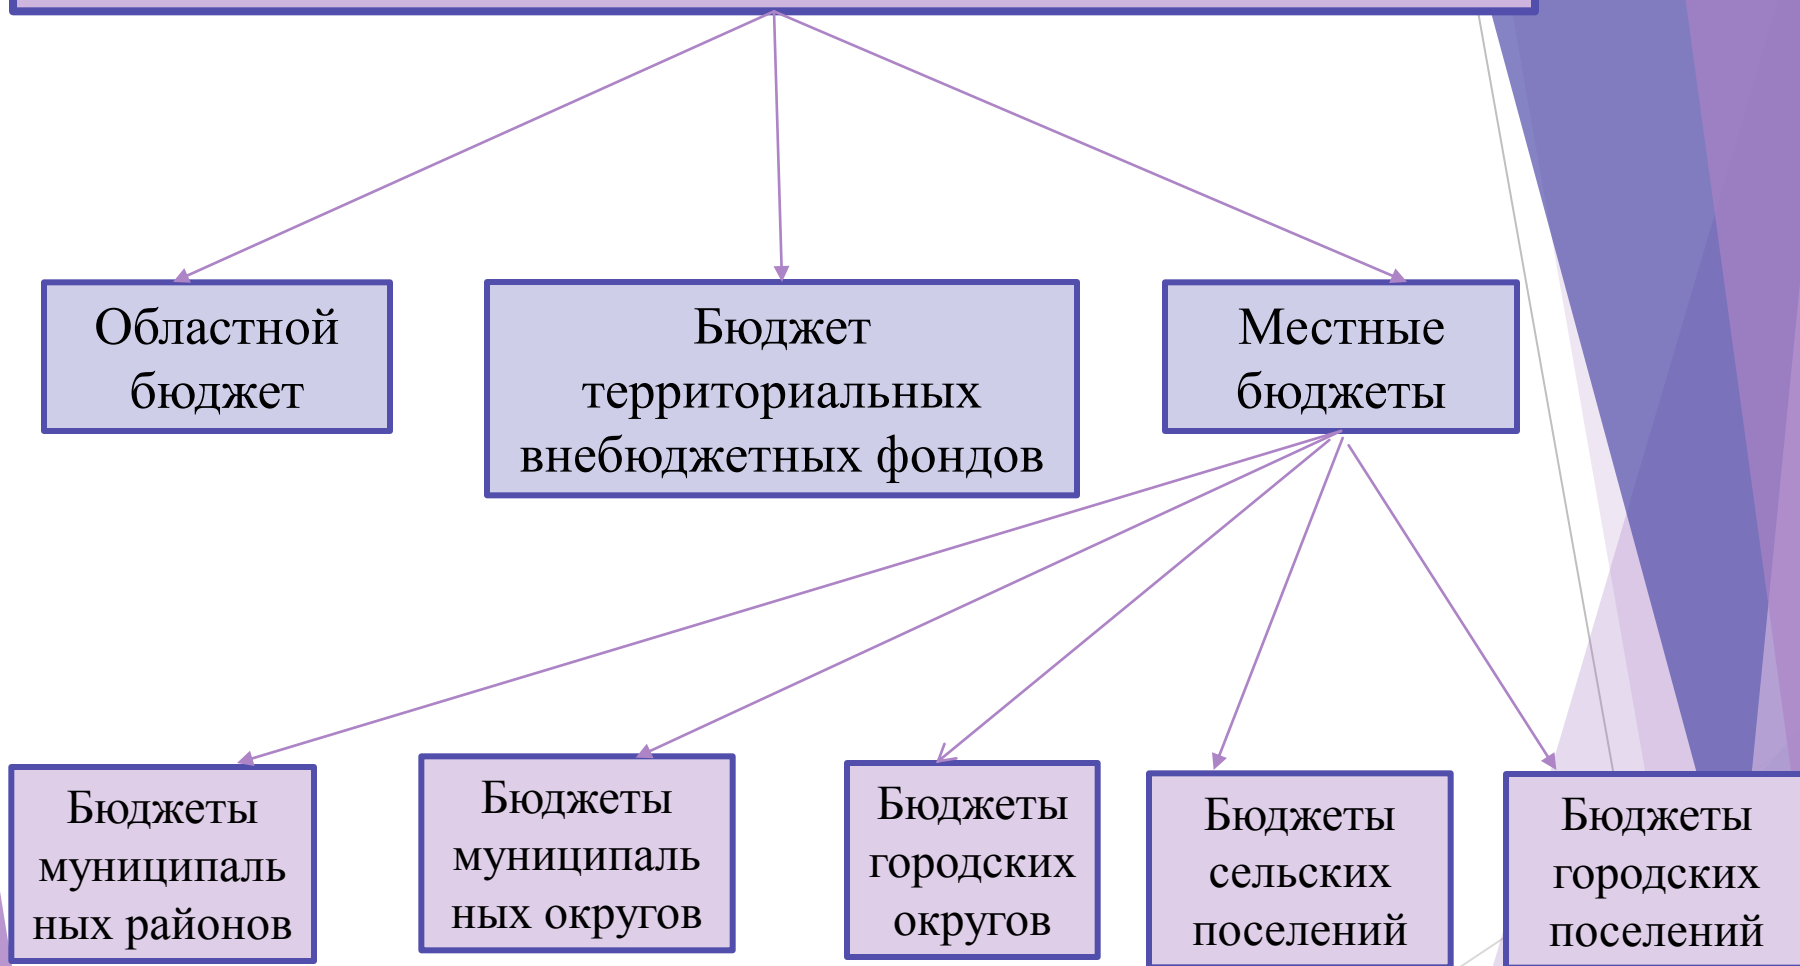 Областной
бюджет
Бюджет
территориальных
внебюджетных фондов
Местные
бюджеты
Бюджеты
муниципаль
ных районов
Бюджеты
муниципаль
ных округов
Бюджеты
городских
округов
Бюджеты
сельских
поселений
Бюджеты
городских
поселений